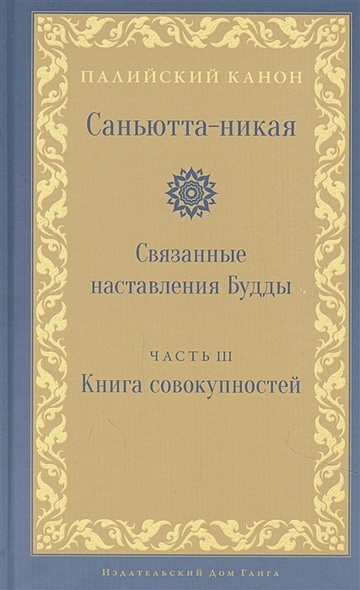 ПАЛИЙСКИЙ КАНОН
Саньютта-никая
Связанные
наставления Будды
ЧАСТЬ III
Книга совокупностей
Издательский Дом Ганга